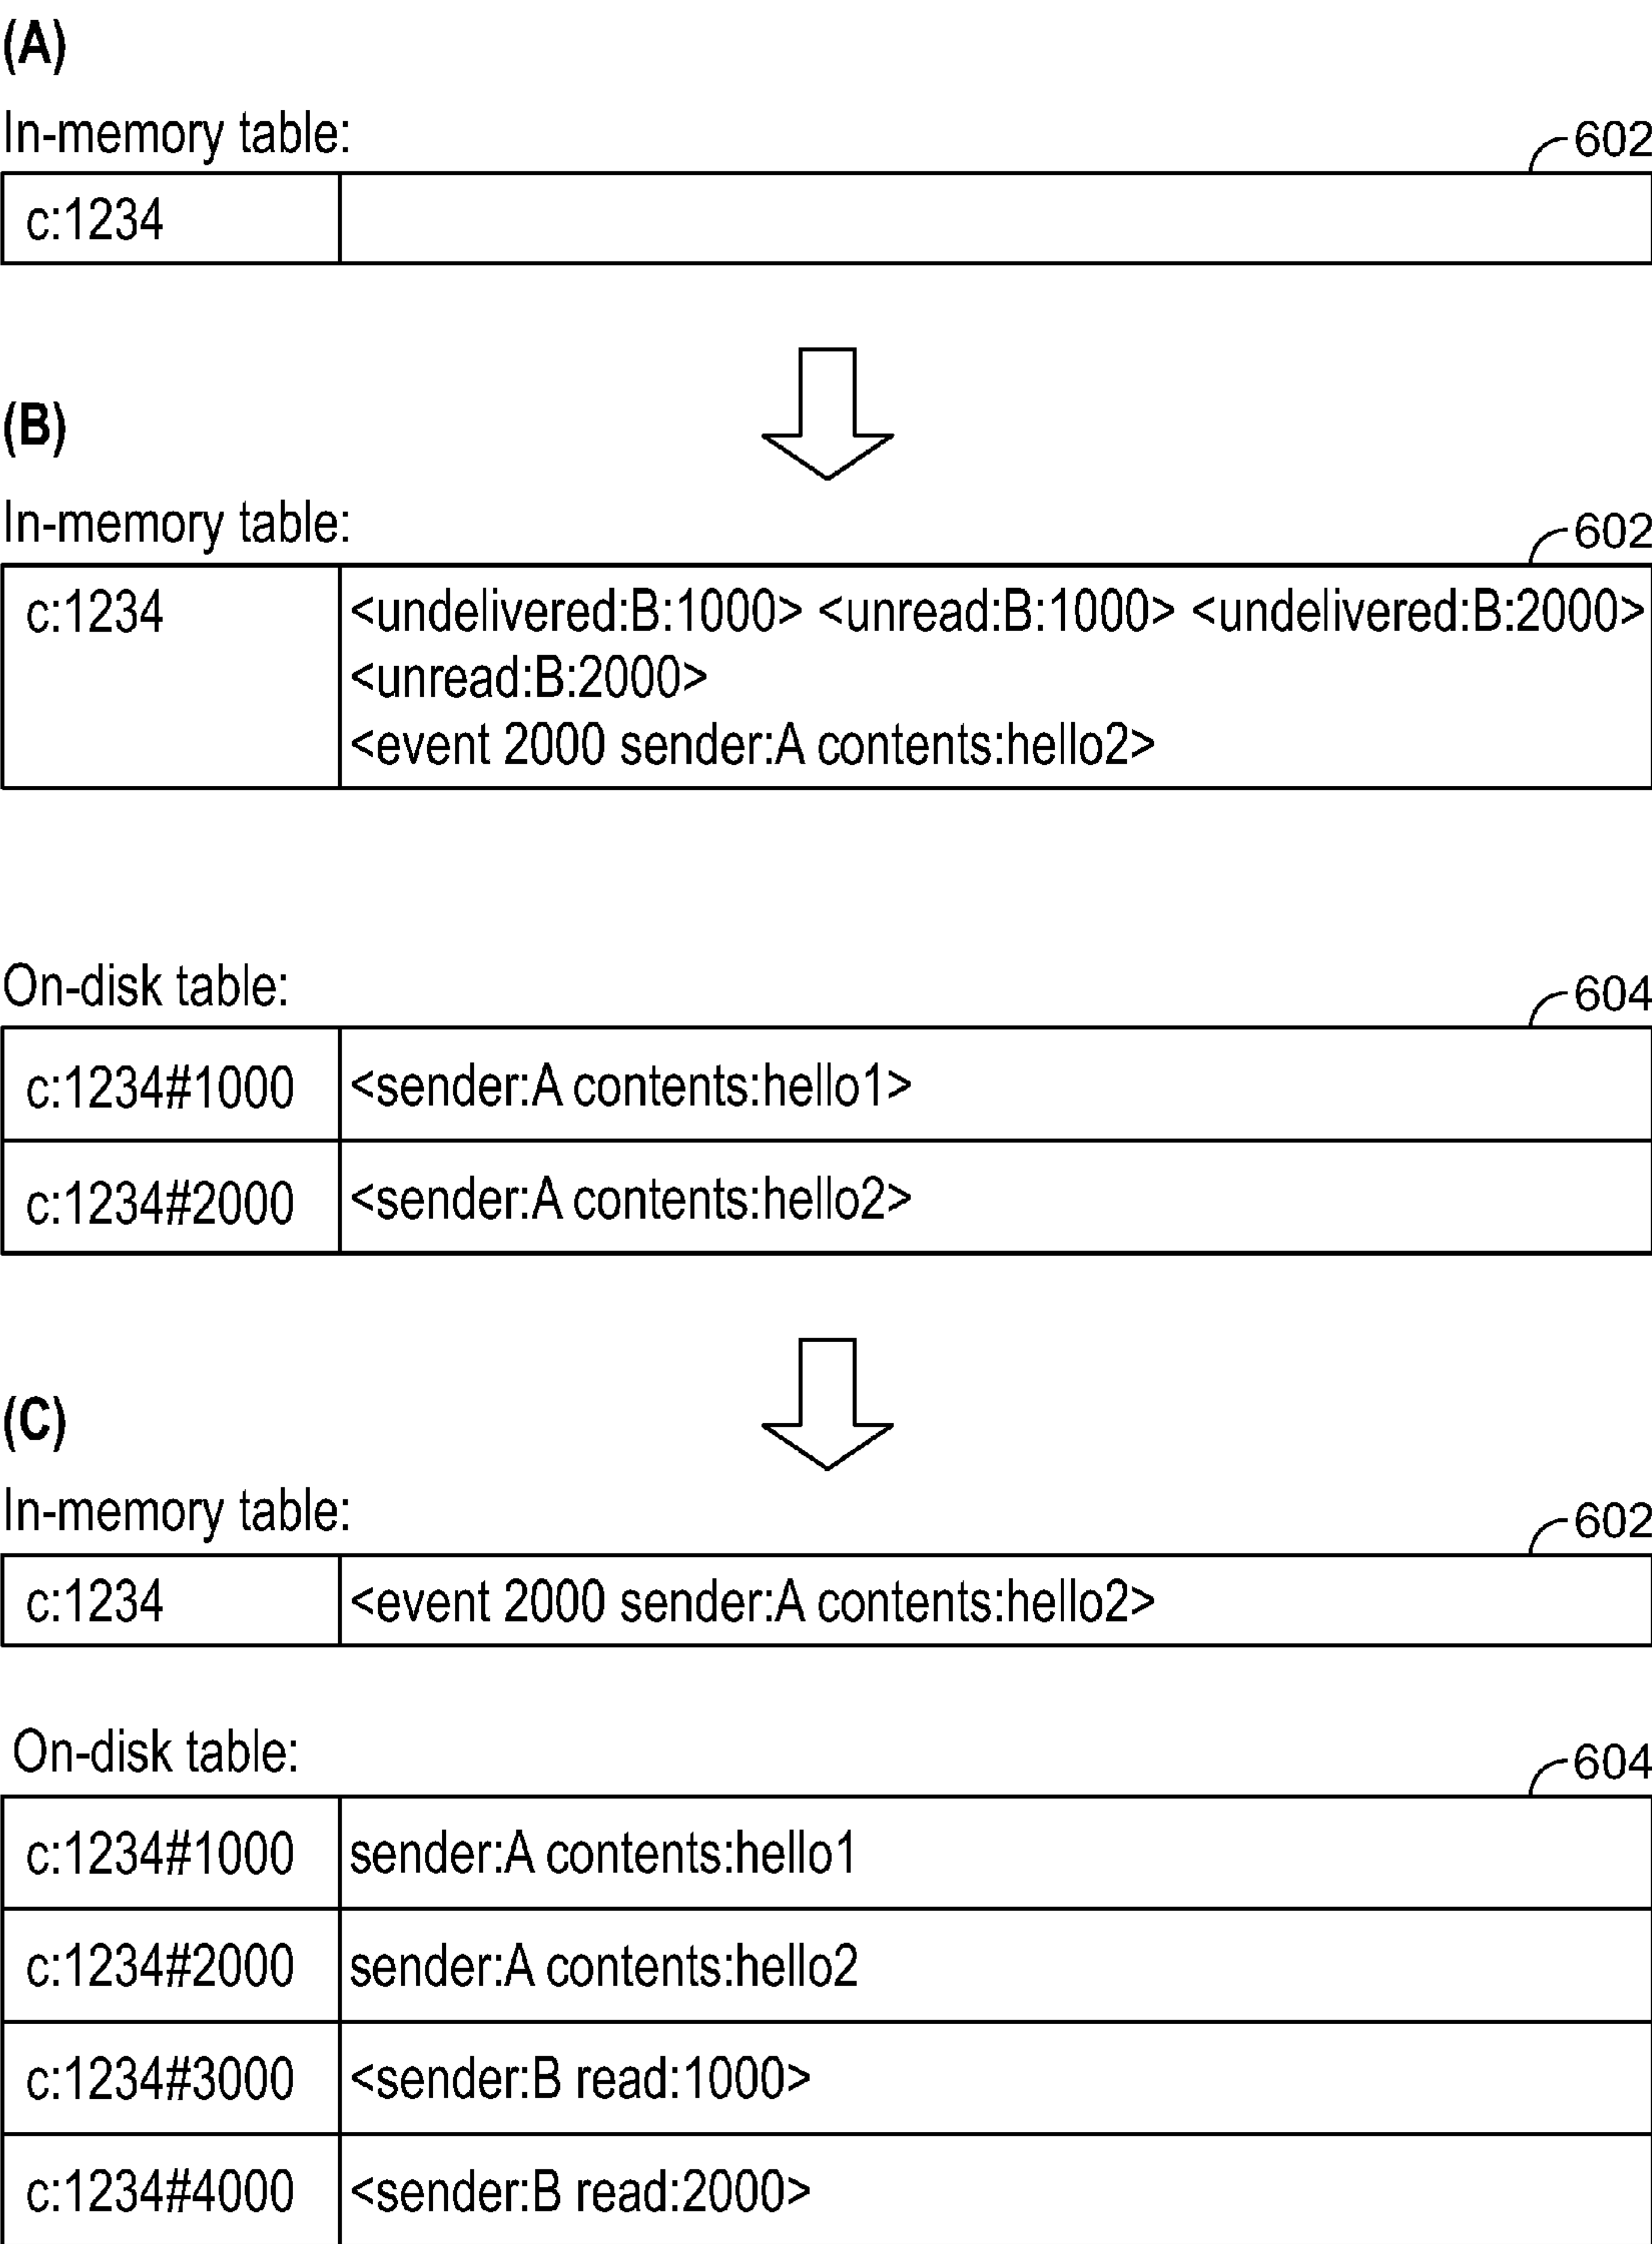 (A)
In-memory table:
602
c:1234
(B)
In-memory table:
602
c:1234 <undelivered:B:1000> <unread:B:1000> <undelivered:B:2000>
<unread:B:2000>
<event 2000 sender:A contents:hello2>
On-disk table:
604
c:1234#1000 <sender:A contents:hello1>
c:1234#2000 <sender:A contents:hello2>
(C)
In-memory table:
602
c:1234 <event 2000 sender:A contents:hello2>
On-disk table:
604
c:1234#1000 sender:A contents:hello1
c:1234#2000 sender:A contents:hello2
c:1234#3000 <sender:B read:1000>
c:1234#4000 <sender:B read:2000>